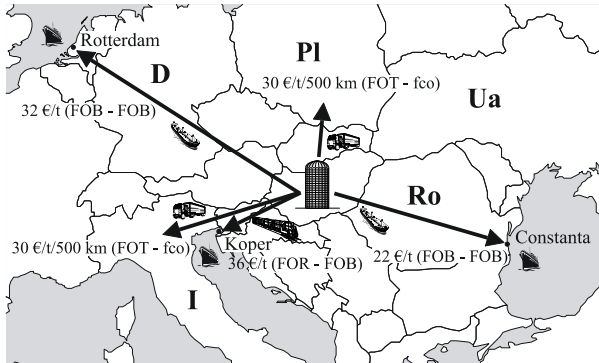 Rotterdam
Pl
D
30 €/t/500 km (FOT - fco)
Ua
32 €/t (FOB - FOB)
Ro
Constanta
30 €/t/500 km (FOT - fco)
Koper
36,€/t (FOR - FOB)
22 €/t (FOB - FOB)
I